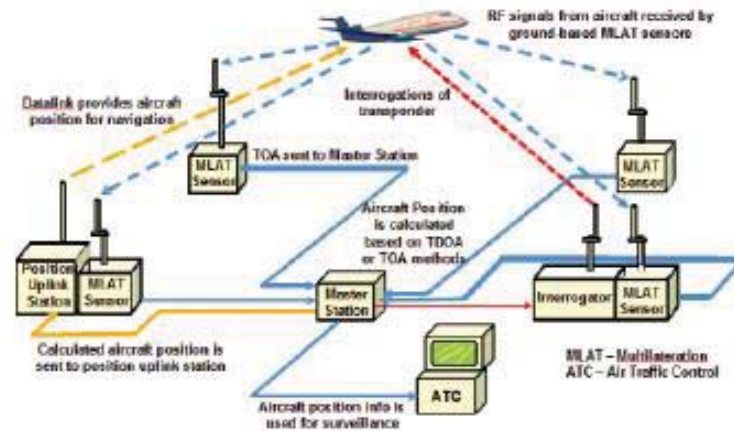 RF signals from aircraft received by
ground-based MLAT sensors
Datalink provides aircraft
position for navigation
Interrogations of
transponder
MLAT
Sensor
TOA sent to Master Station
MLAT
Sensor
Aircraft Position
is calculated
based on TDOA
or TOA methods
Position
Uplink
Station
MLAT
Sensor
Master
Station
Interrogator
MLAT
Sensor
Calculated aircraft position is
sent to position uplink station
MLAT – Multilateration
ATC – Air Traffic Control
ATC
Aircraft position info is
used for surveillance